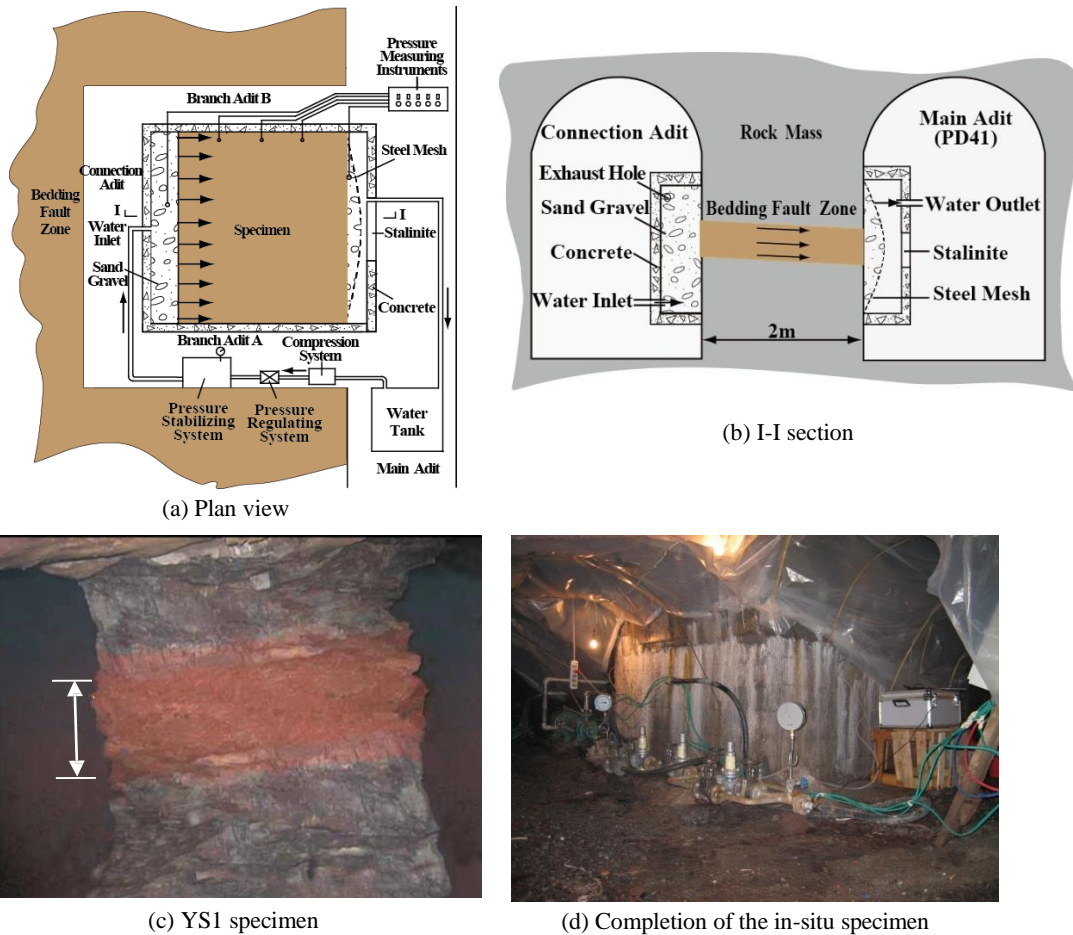 Pressure
Measuring
Instruments
Branch Adit B
Steel Mesh
Connection
Adit
Bedding
Fault
Zone
I
Water
Inlet
Specimen
I
Stalinite
Sand
Gravel
Concrete
Branch Adit A
Compression
System
Pressure
Stabilizing
System
Pressure
Regulating
System
Water
Tank
Main Adit
(a) Plan view
Connection Adit
Rock Mass
Main Adit
(PD41)
Exhaust Hole
Sand Gravel
Bedding Fault Zone
Water Outlet
Concrete
Stalinite
Water Inlet
Steel Mesh
2m
(b) I-I section
(c) YS1 specimen
(d) Completion of the in-situ specimen